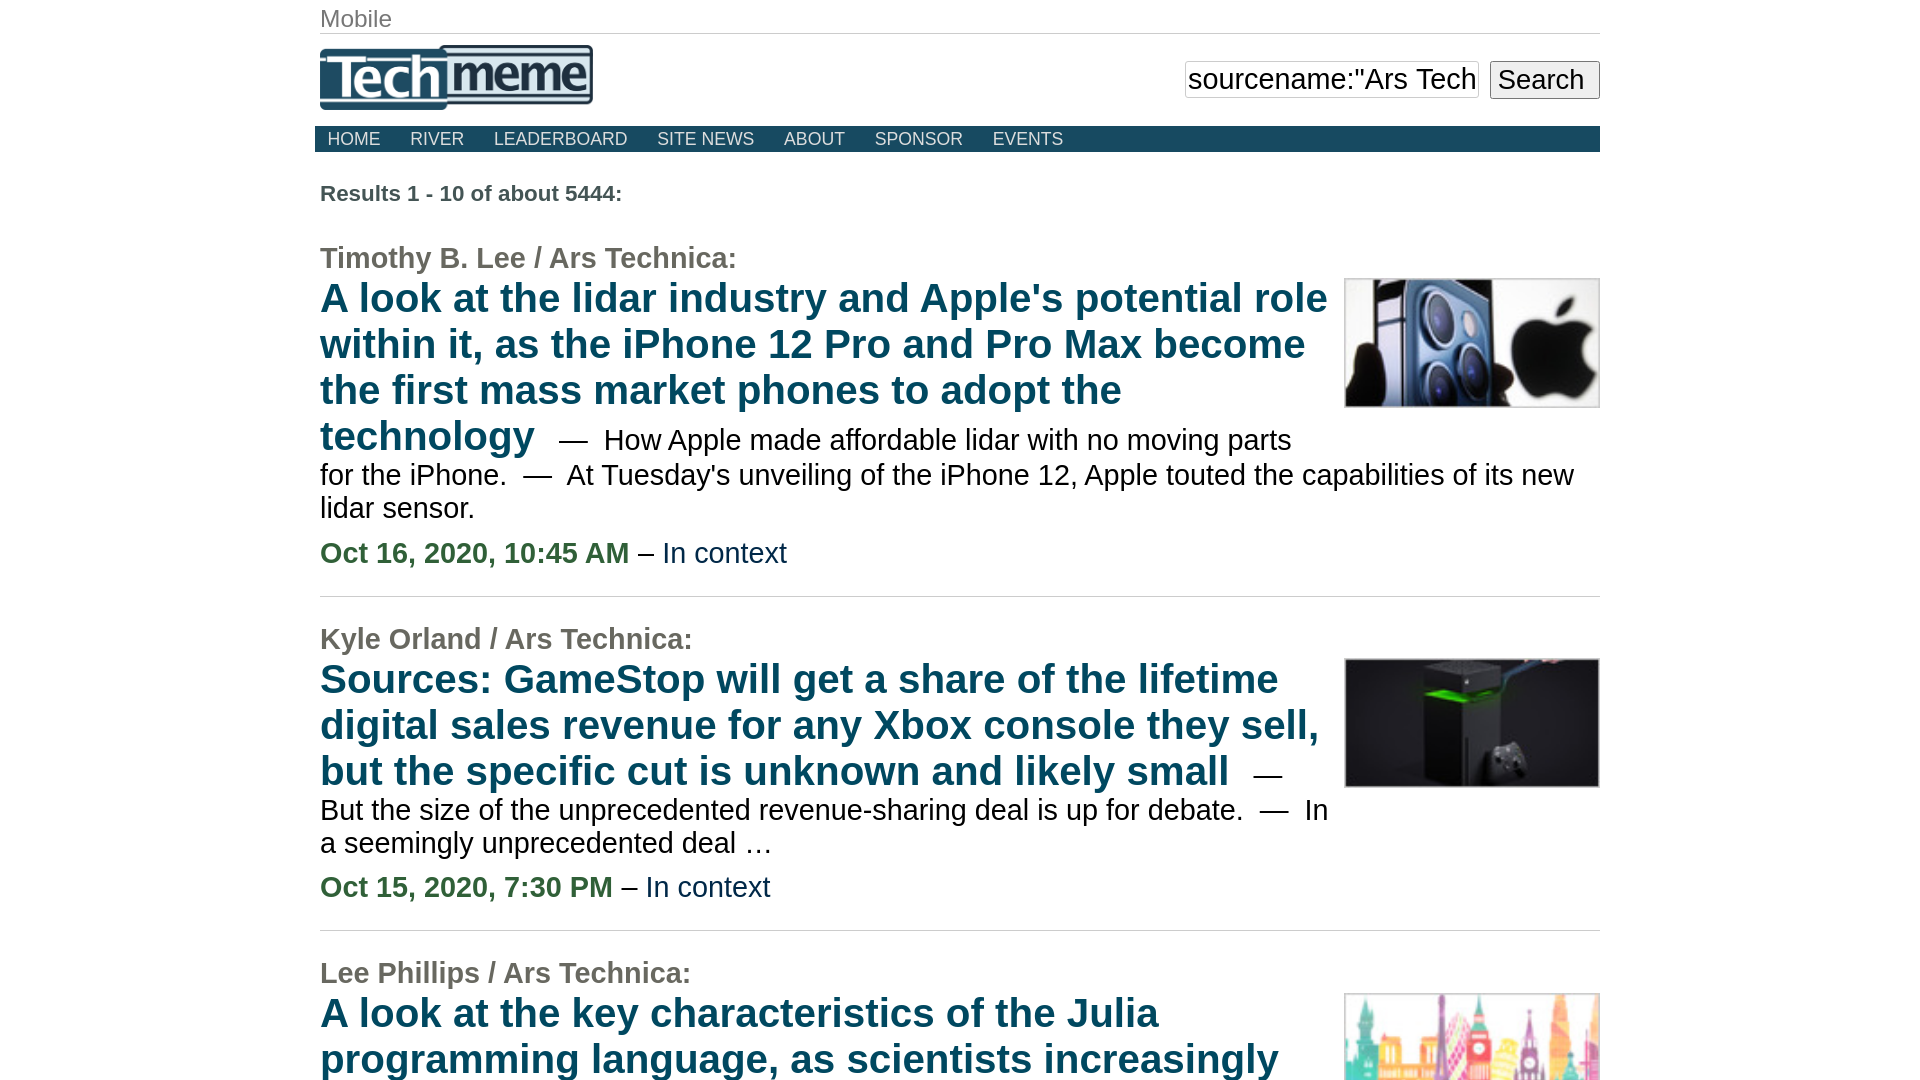 Mobile
Techmeme
sourcename:"Ars Tech
Search
HOME RIVER LEADERBOARD SITE NEWS ABOUT SPONSOR EVENTS
Results 1 - 10 of about 5444:
Timothy B. Lee / Ars Technica:
A look at the lidar industry and Apple's potential role
within it, as the iPhone 12 Pro and Pro Max become
the first mass market phones to adopt the
technology — How Apple made affordable lidar with no moving parts
for the iPhone. — At Tuesday's unveiling of the iPhone 12, Apple touted the capabilities of its new
lidar sensor.
Oct 16, 2020, 10:45 AM – In context
Kyle Orland / Ars Technica:
Sources: GameStop will get a share of the lifetime
digital sales revenue for any Xbox console they sell,
but the specific cut is unknown and likely small —
But the size of the unprecedented revenue-sharing deal is up for debate. — In
a seemingly unprecedented deal …
Oct 15, 2020, 7:30 PM – In context
Lee Phillips / Ars Technica:
A look at the key characteristics of the Julia
programming language, as scientists increasingly